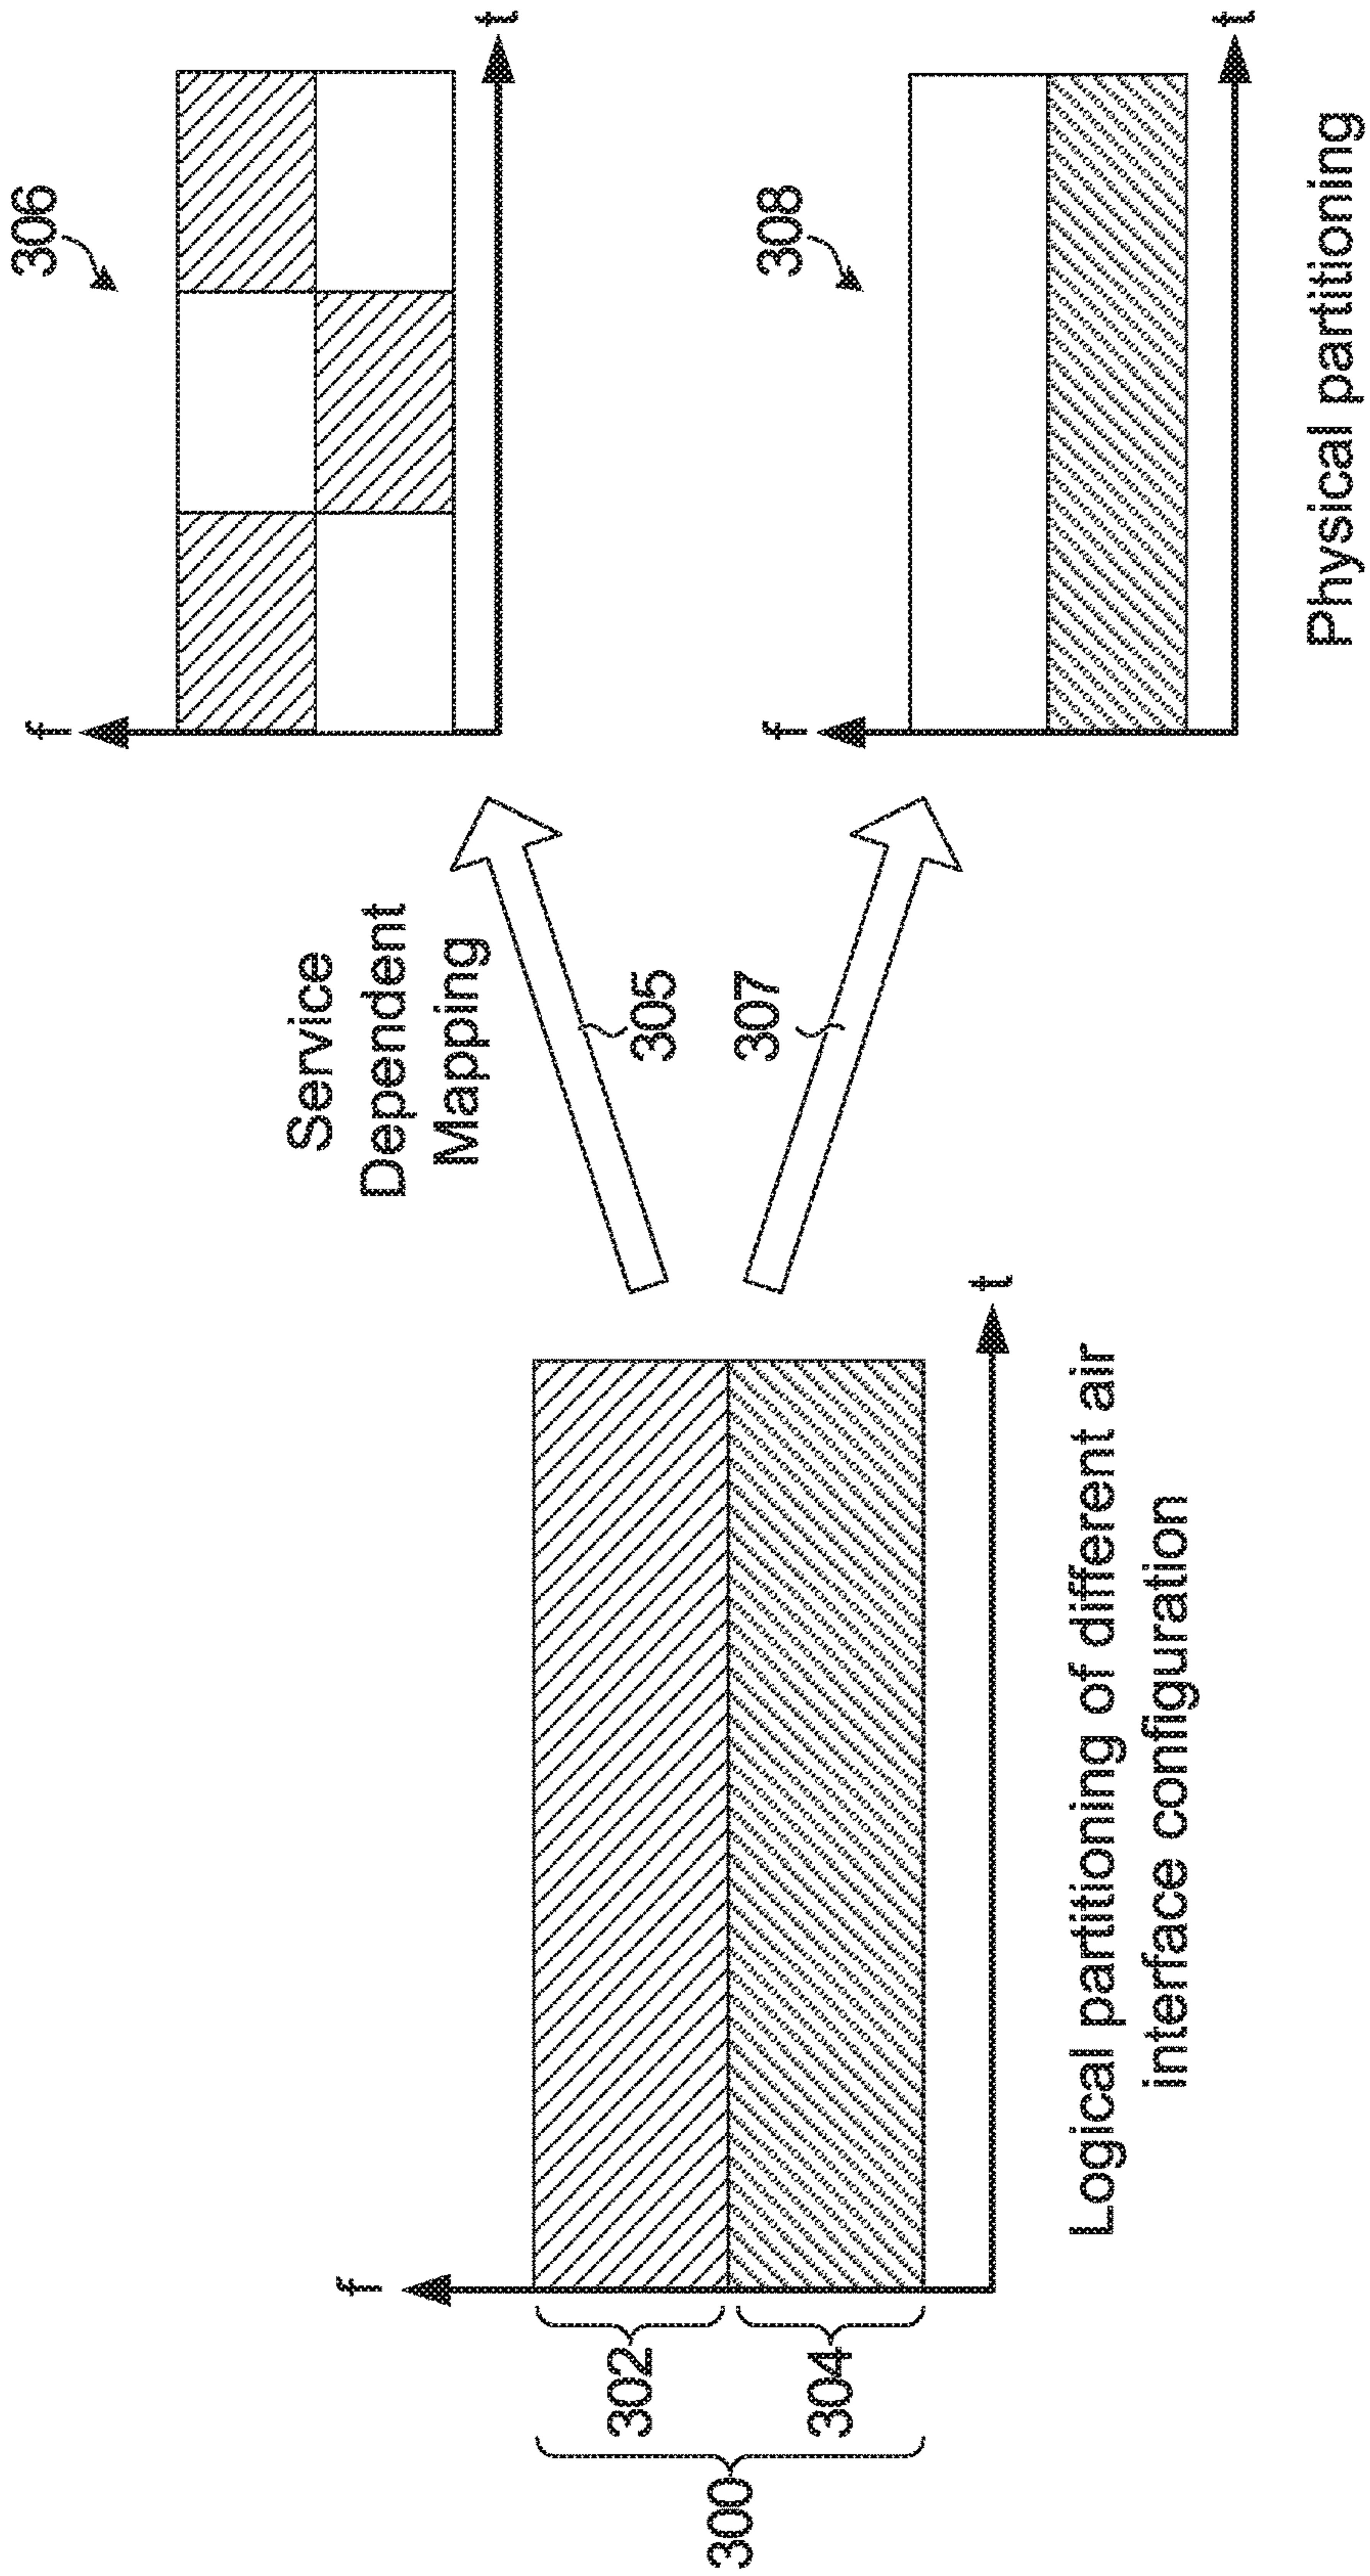 300
302
304
f
t
Logical partitioning of different air
interface configuration
Service
Dependent
Mapping
305
307
f
306
t
f
308
t
Physical partitioning